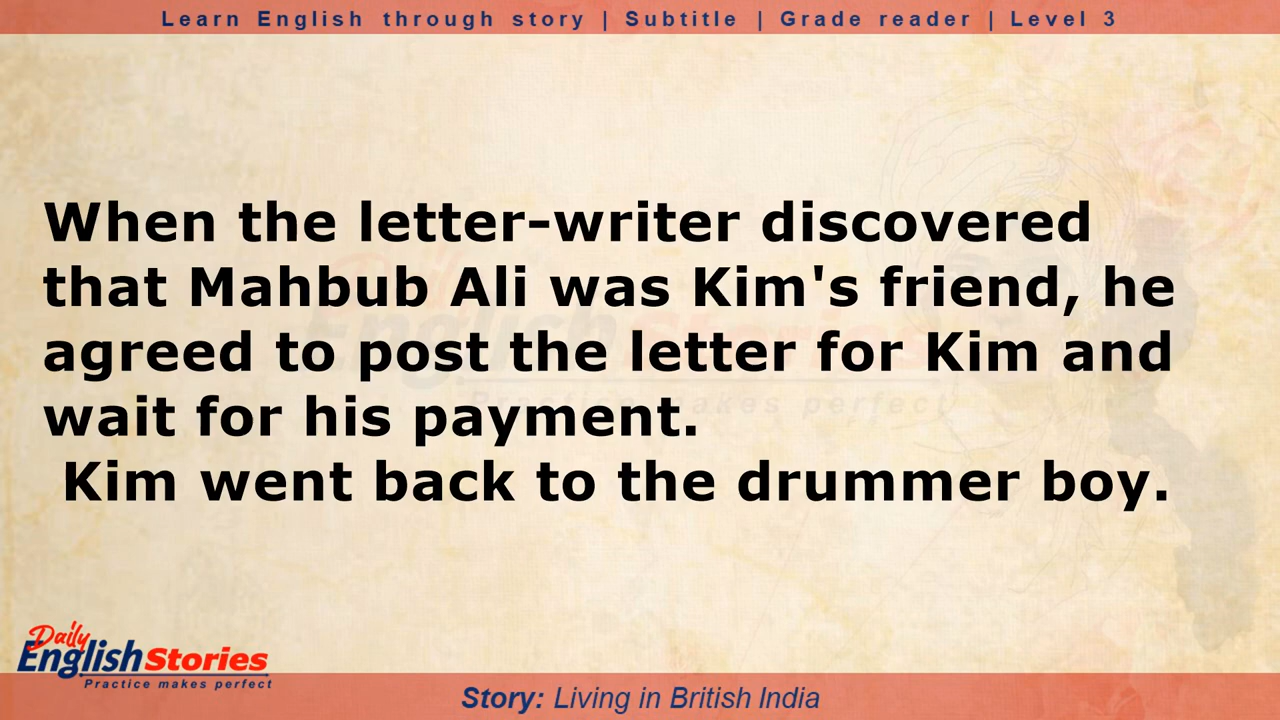 Learn English through story | Subtitle | Grade reader | Level 3
When the letter-writer discovered
that Mahbub Ali was Kim's friend, he
agreed to post the letter for Kim and
wait for his payment.
Kim went back to the drummer boy.
Daily
English Stories
Practice makes perfect
Story: Living in British India